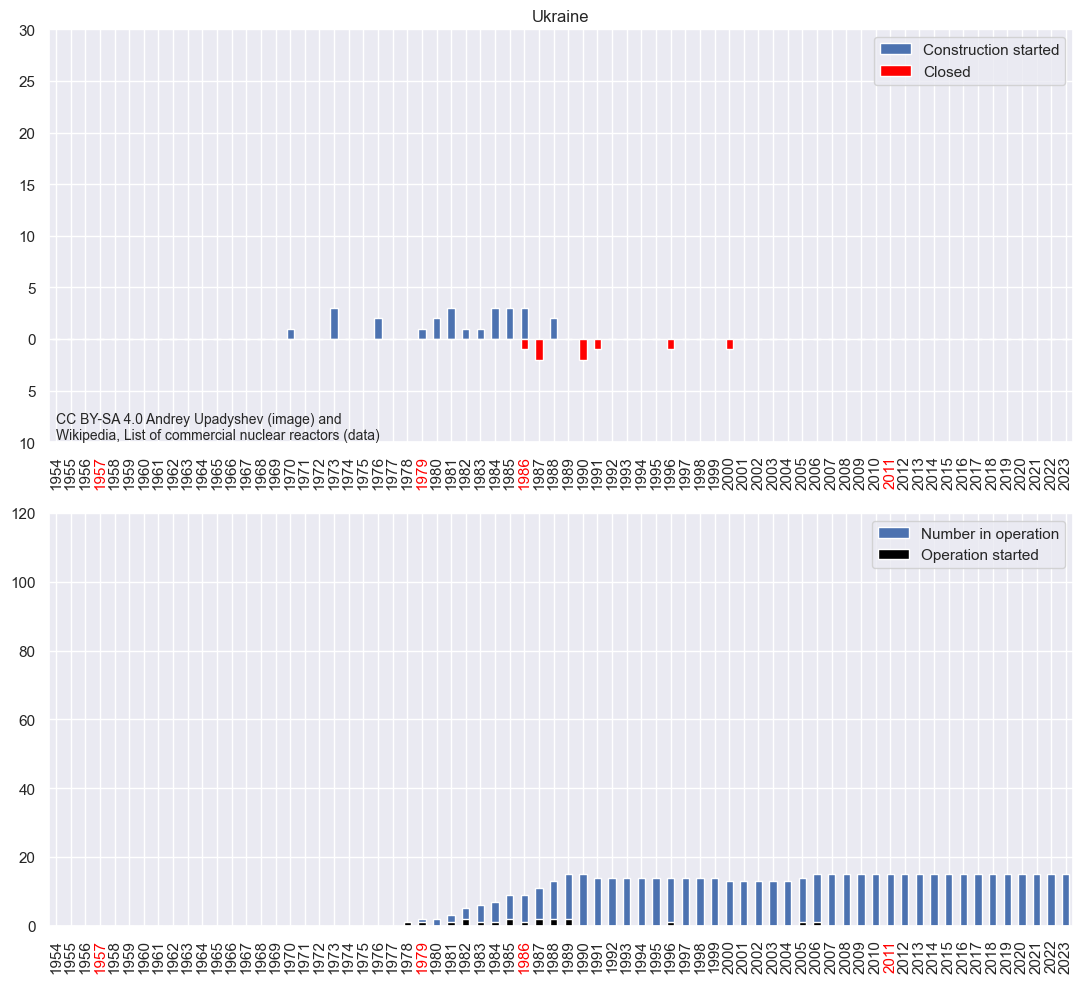 Ukraine
30
25
20
15
10
5
0
5
10
Construction started
Closed
CC BY-SA 4.0 Andrey Upadyshev (image) and
Wikipedia, List of commercial nuclear reactors (data)
1954 1955 1956 1957 1958 1959 1960 1961 1962 1963 1964 1965 1966 1967 1968 1969 1970 1971 1972 1973 1974 1975 1976 1977 1978 1979 1980 1981 1982 1983 1984 1985 1986 1987 1988 1989 1990 1991 1992 1993 1994 1995 1996 1997 1998 1999 2000 2001 2002 2003 2004 2005 2006 2007 2008 2009 2010 2011 2012 2013 2014 2015 2016 2017 2018 2019 2020 2021 2022 2023
120
100
80
60
40
20
0
Number in operation
Operation started
1954 1955 1956 1957 1958 1959 1960 1961 1962 1963 1964 1965 1966 1967 1968 1969 1970 1971 1972 1973 1974 1975 1976 1977 1978 1979 1980 1981 1982 1983 1984 1985 1986 1987 1988 1989 1990 1991 1992 1993 1994 1995 1996 1997 1998 1999 2000 2001 2002 2003 2004 2005 2006 2007 2008 2009 2010 2011 2012 2013 2014 2015 2016 2017 2018 2019 2020 2021 2022 2023